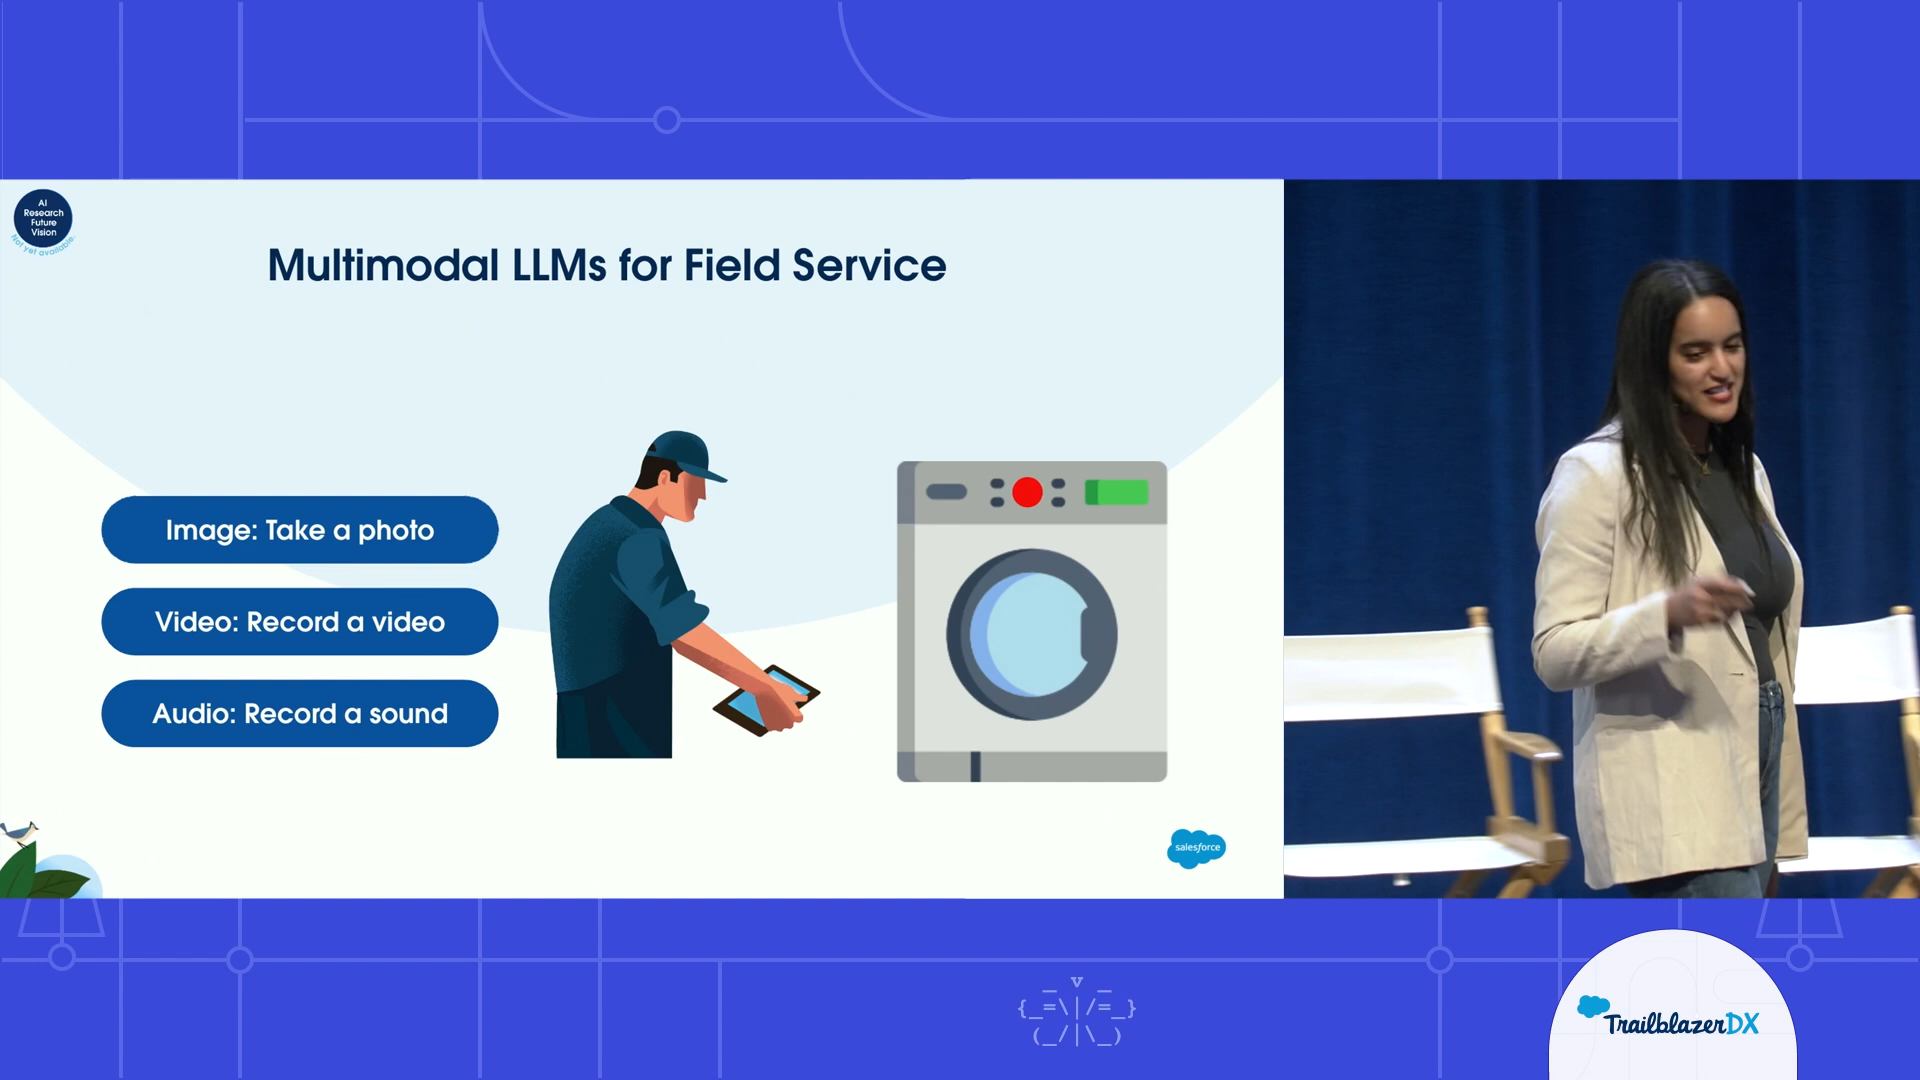 AI
Research
Future
Vision
Not yet available.
Multimodal LLMs for Field Service
Image: Take a photo
Video: Record a video
Audio: Record a sound
salesforce
TrailblazerDX